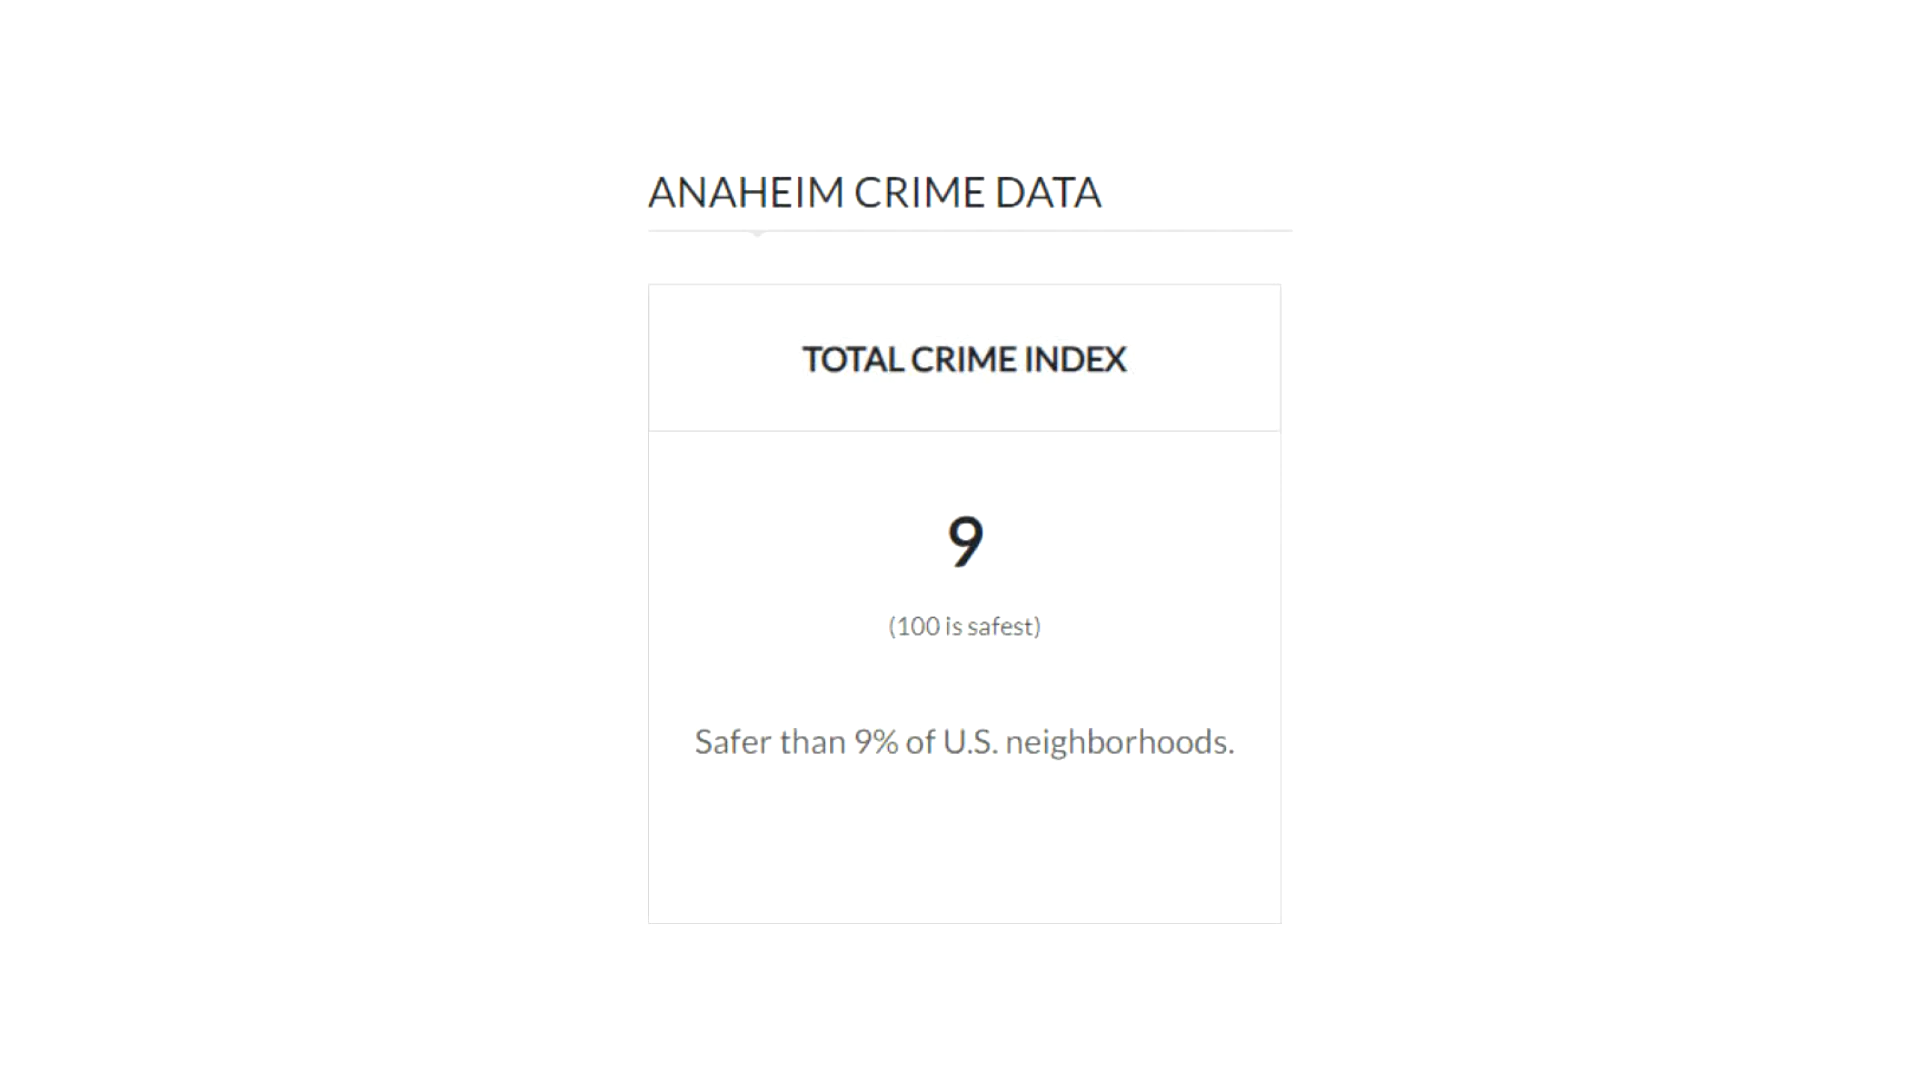 ANAHEIM CRIME DATA
TOTAL CRIME INDEX
9
(100 is safest)
Safer than 9% of U.S. neighborhoods.